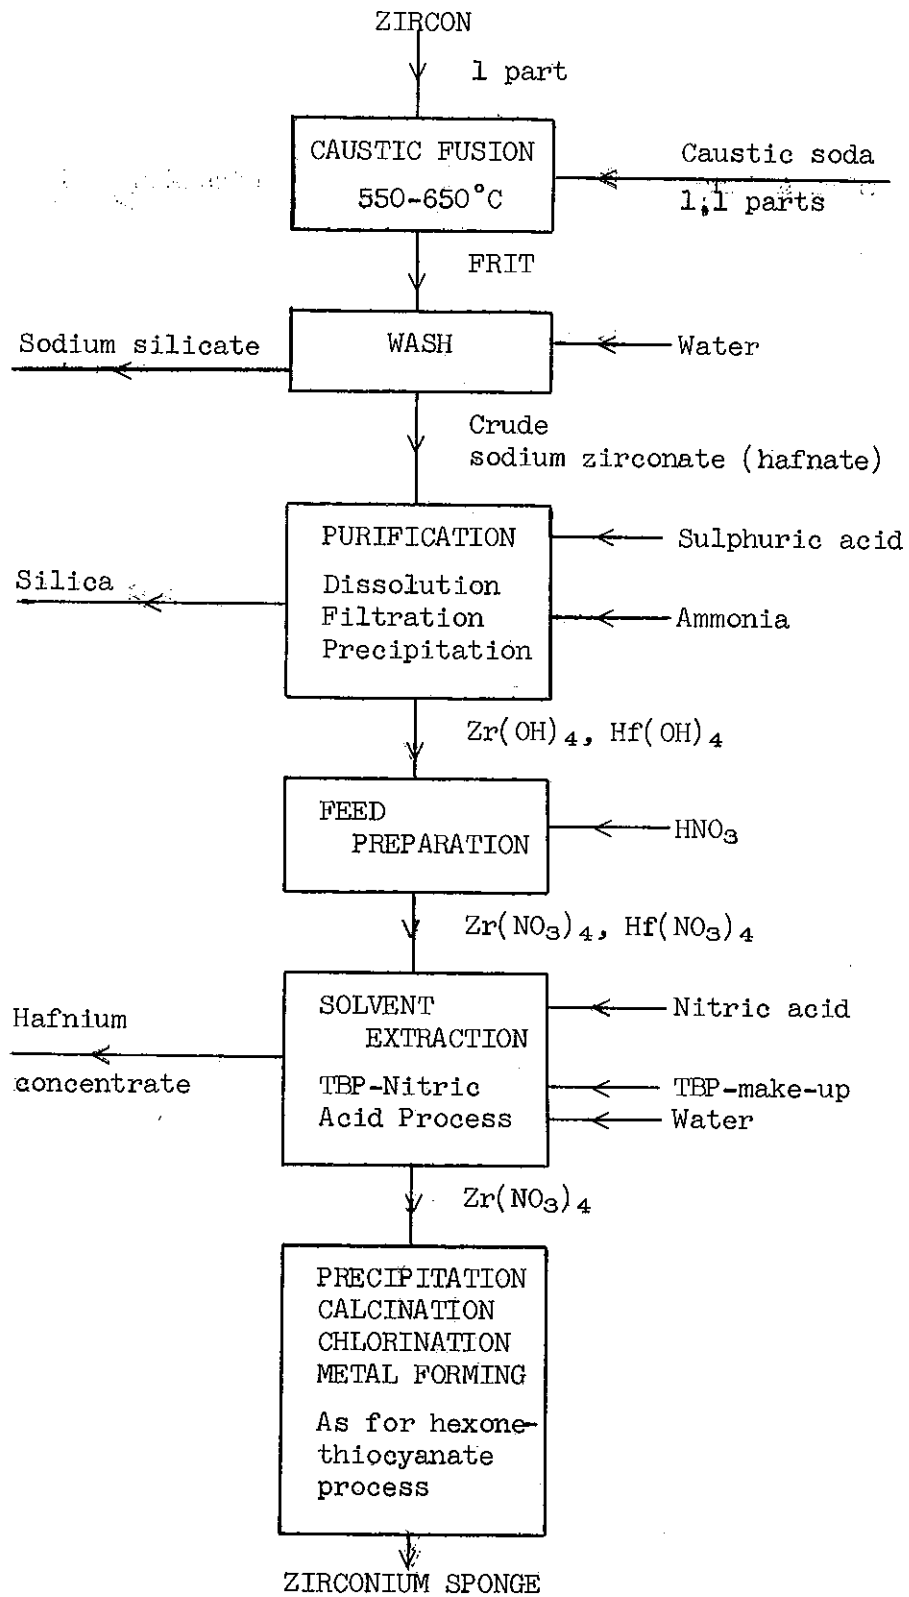 ZIRCON
1 part
CAUSTIC FUSION
550-650°C
Caustic soda
1.1 parts
FRIT
WASH
Water
Sodium silicate
Crude
sodium zirconate (hafnate)
PURIFICATION
Dissolution
Filtration
Precipitation
Sulphuric acid
Ammonia
Silica
Zr(OH)₄, Hf(OH)₄
FEED
PREPARATION
HNO₃
Zr(NO₃)₄, Hf(NO₃)₄
SOLVENT
EXTRACTION
TBP-Nitric
Acid Process
Nitric acid
TBP-make-up
Water
Hafnium
concentrate
Zr(NO₃)₄
PRECIPITATION
CALCINATION
CHLORINATION
METAL FORMING
As for hexone-
thiocyanate
process
ZIRCONIUM SPONGE